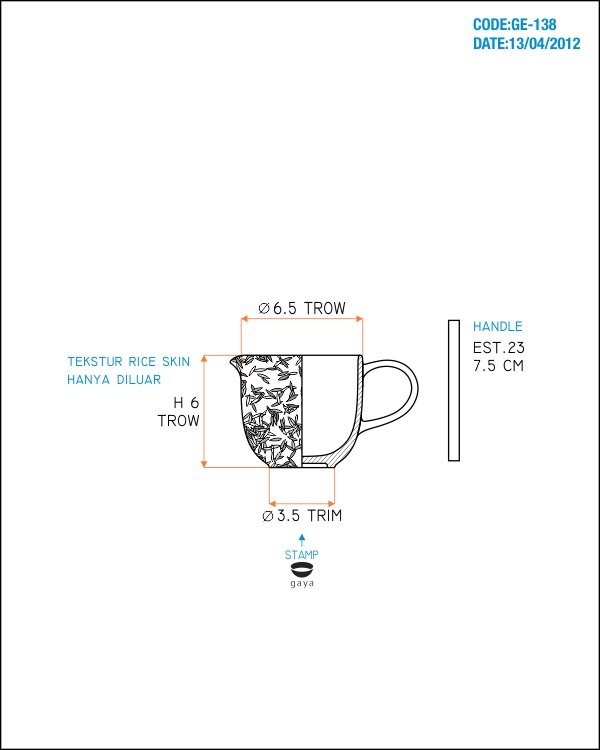 CODE:GE-138
DATE:13/04/2012
Ø6.5 TROW
TEKSTUR RICE SKIN
HANYA DILUAR
H 6
TROW
HANDLE
EST.23
7.5 CM
Ø3.5 TRIM
STAMP
gaya